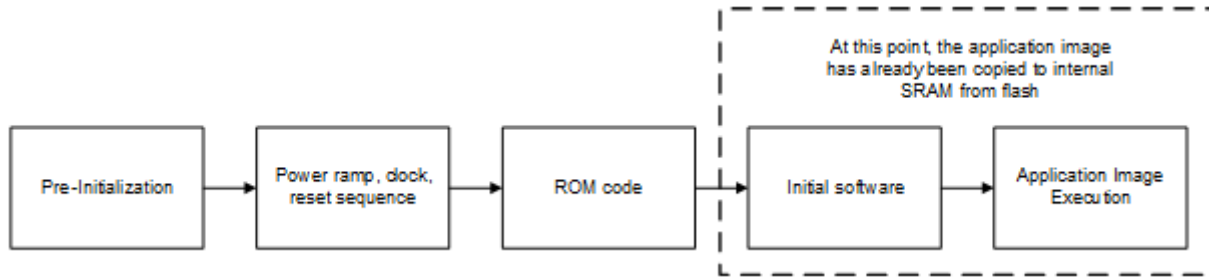 At this point, the application image
has already been copied to internal
SRAM from flash
Pre-Initialization
Power ramp, clock,
reset sequence
ROM code
Initial software
Application Image
Execution